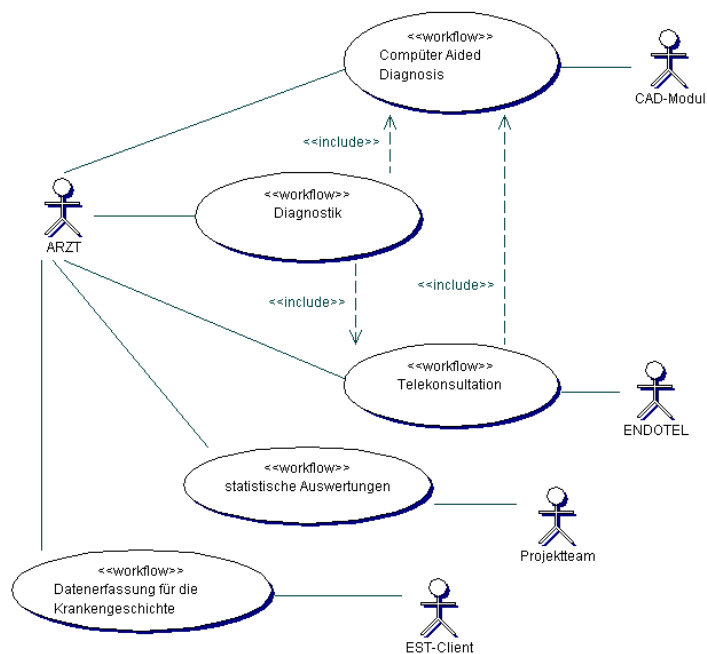 <<workflow>>
Compüter Aided
Diagnosis
CAD-Modul
<<include>>
<<workflow>>
Diagnostik
ARZT
<<include>>
<<include>>
<<workflow>>
Telekonsultation
ENDOTEL
<<workflow>>
statistische Auswertungen
Projektteam
<<workflow>>
Datenerfassung für die
Krankengeschichte
EST-Client